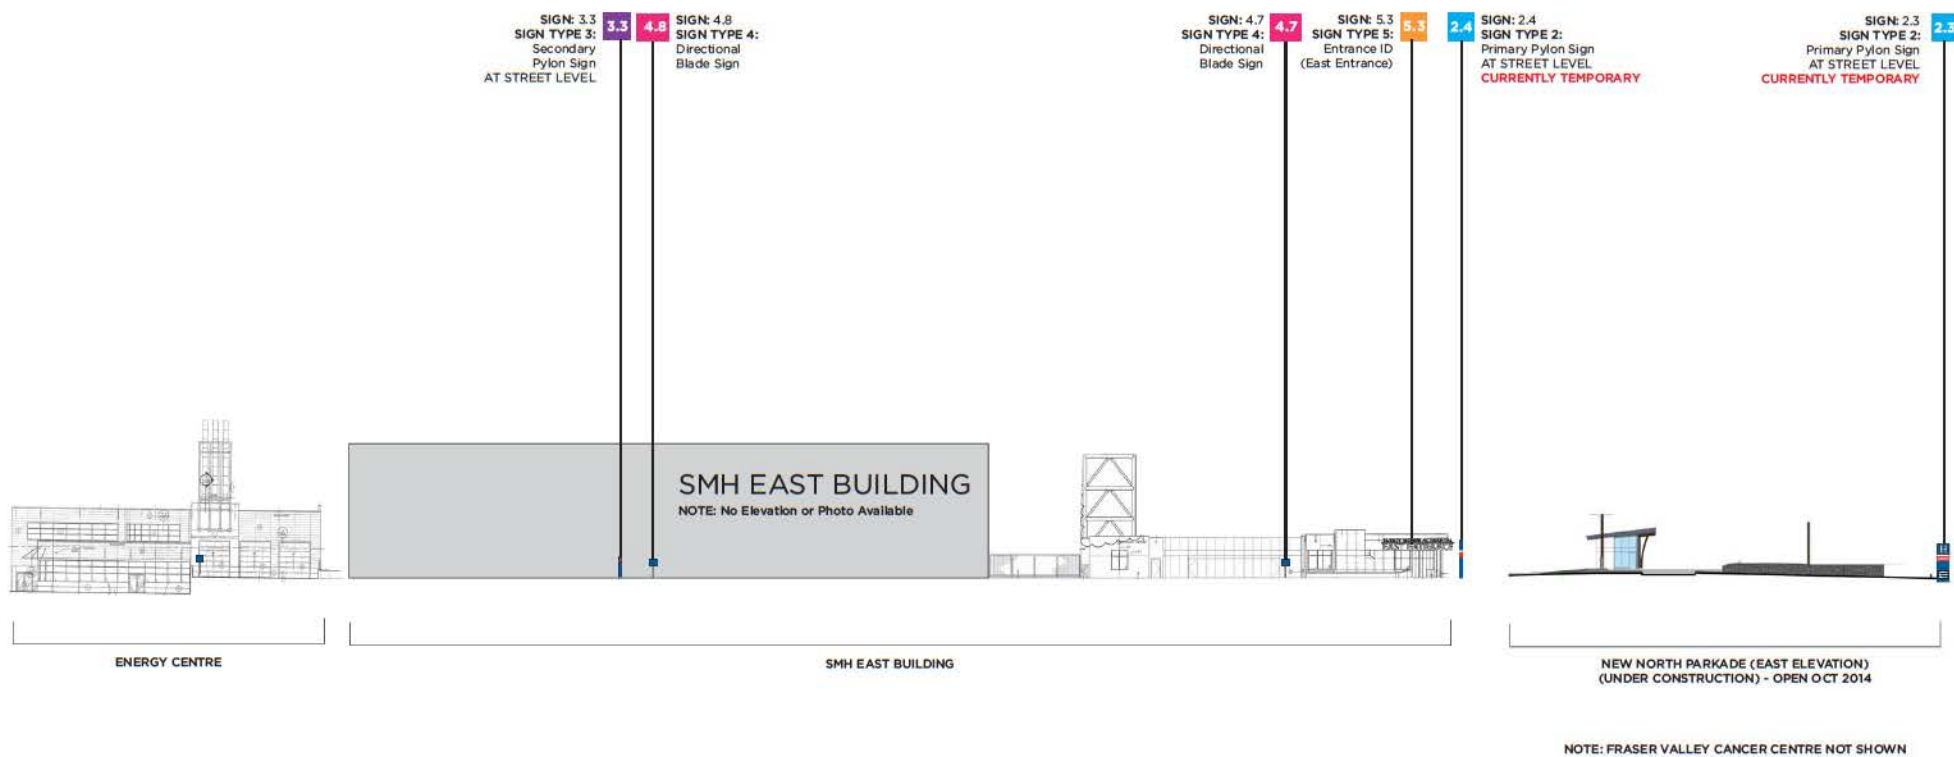 SIGN: 3.3
SIGN TYPE 3:
Secondary
Pylon Sign
AT STREET LEVEL
3.3
4.8
SIGN: 4.8
SIGN TYPE 4:
Directional
Blade Sign
SIGN: 4.7
SIGN TYPE 4:
Directional
Blade Sign
4.7
SIGN: 5.3
SIGN TYPE 5:
Entrance ID
(East Entrance)
5.3
2.4
SIGN: 2.4
SIGN TYPE 2:
Primary Pylon Sign
AT STREET LEVEL
CURRENTLY TEMPORARY
SIGN: 2.3
SIGN TYPE 2:
Primary Pylon Sign
AT STREET LEVEL
CURRENTLY TEMPORARY
2.3
SMH EAST BUILDING
NOTE: No Elevation or Photo Available
EAST ENTRANCE
H
E
ENERGY CENTRE
SMH EAST BUILDING
NEW NORTH PARKADE (EAST ELEVATION)
(UNDER CONSTRUCTION) - OPEN OCT 2014
NOTE: FRASER VALLEY CANCER CENTRE NOT SHOWN